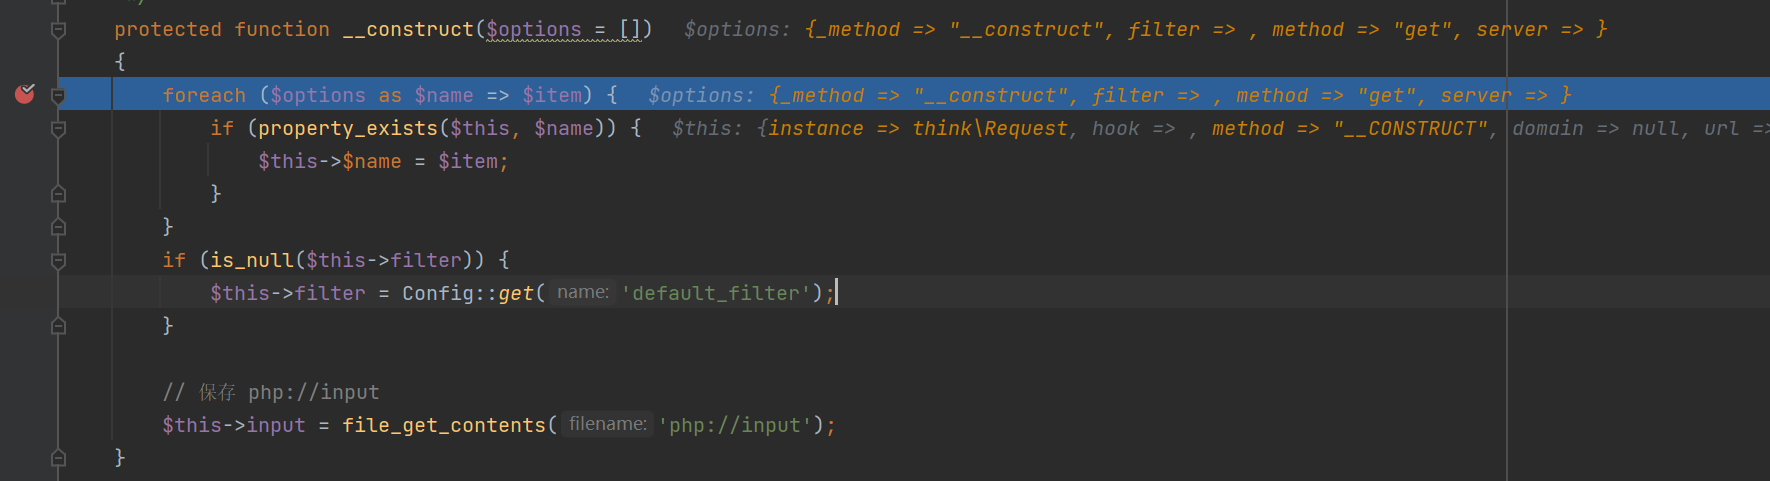 */
protected function __construct($options = []) $options: {_method => "__construct", filter => , method => "get", server => }
{
foreach ($options as $name => $item) { $options: {_method => "__construct", filter => , method => "get", server => }
if (property_exists($this, $name)) { $this: {instance => think\Request, hook => , method => "__CONSTRUCT", domain => null, url =>
$this->$name = $item;
}
}
if (is_null($this->filter)) {
$this->filter = Config::get( name: 'default_filter');
}
// 保存 php://input
$this->input = file_get_contents( filename: 'php://input');
}